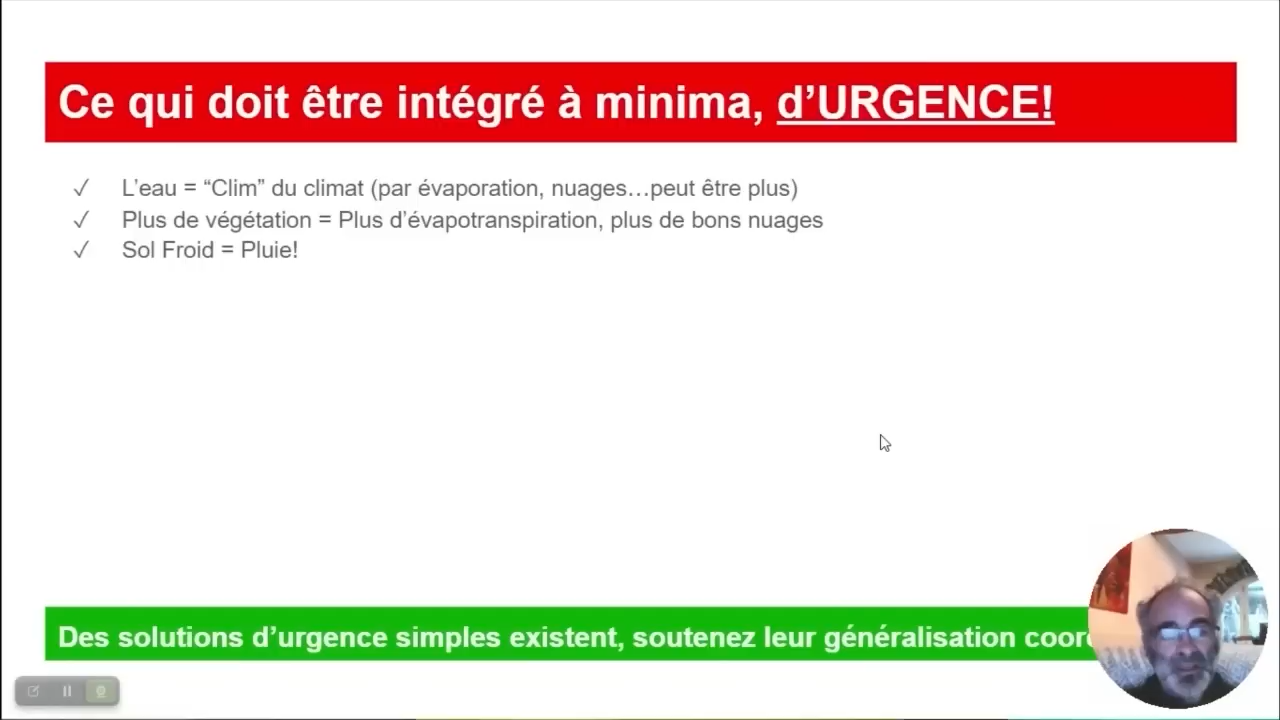 Ce qui doit être intégré à minima, d’URGENCE!
✓ L’eau = “Clim” du climat (par évaporation, nuages…peut être plus)
✓ Plus de végétation = Plus d’évapotranspiration, plus de bons nuages
✓ Sol Froid = Pluie!
Des solutions d’urgence simples existent, soutenez leur généralisation